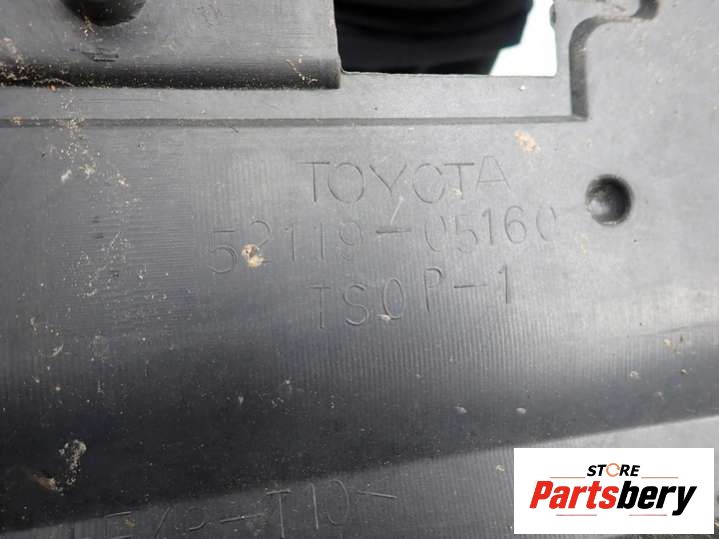 TOYOTA
52119-05160
TSOP-1
STORE
Partsbery